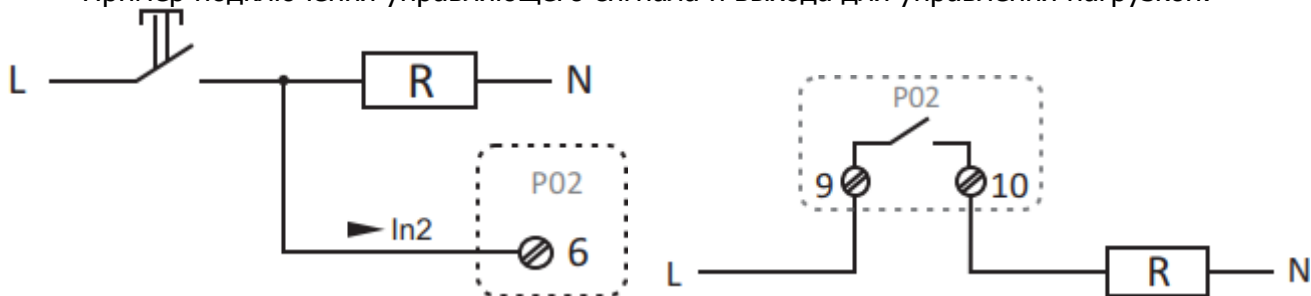 Пример подключения управляющего сигнала и выхода для управления нагрузкой.
L
R
N
P02
In2
6
P02
9
10
L
R
N